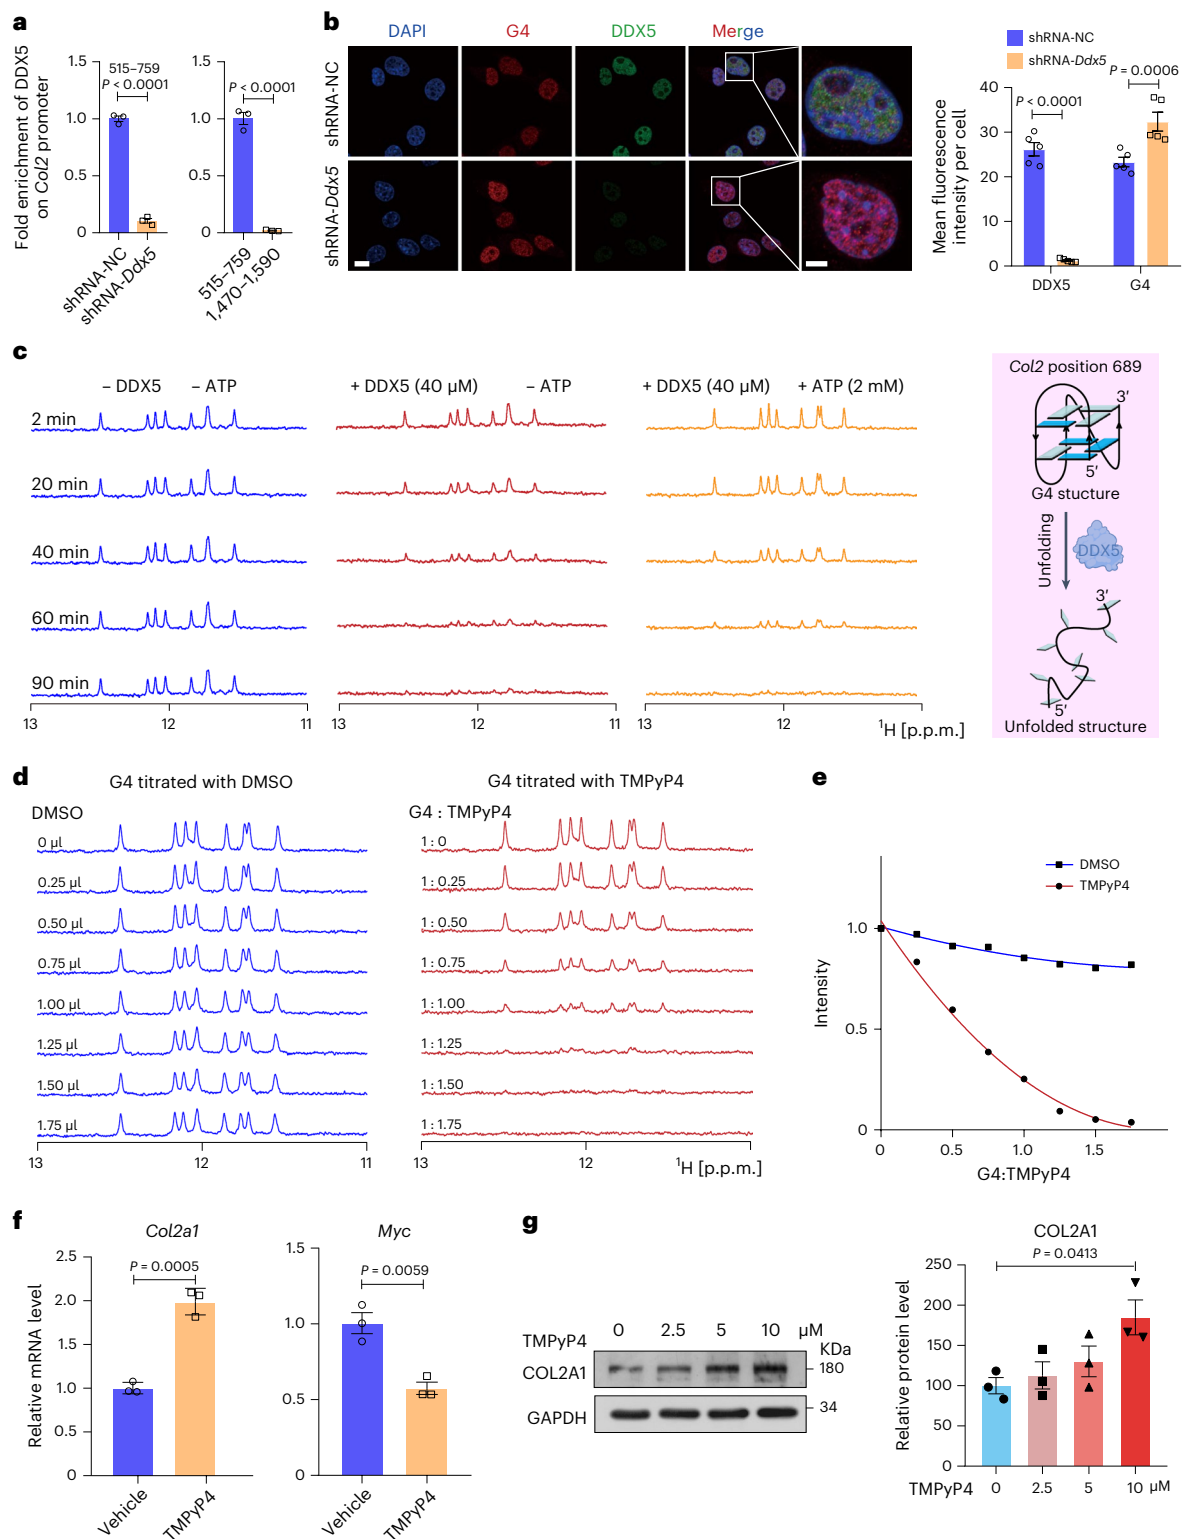 a
Fold enrichment of DDX5
on Col2 promoter
1.5
1.0
0.5
0
515–759
P < 0.0001
shRNA-NC
shRNA-Ddx5
1.5
1.0
0.5
0
P < 0.0001
515–759
1,470–1,590
b
DAPI
G4
DDX5
Merge
shRNA-NC
shRNA-Ddx5
shRNA-NC
shRNA-Ddx5
P = 0.0006
P < 0.0001
Mean fluorescence
intensity per cell
40
30
20
10
0
DDX5
G4
c
– DDX5 – ATP
+ DDX5 (40 µM) – ATP
+ DDX5 (40 µM) + ATP (2 mM)
2 min
20 min
40 min
60 min
90 min
13 12 11
13 12 11
13 12 11
¹H [p.p.m.]
Col2 position 689
3′
5′
G4 stucture
Unfolding
DDX5
3′
5′
Unfolded structure
d
G4 titrated with DMSO
DMSO
0 µl
0.25 µl
0.50 µl
0.75 µl
1.00 µl
1.25 µl
1.50 µl
1.75 µl
13 12 11
G4 titrated with TMPyP4
G4 : TMPyP4
1 : 0
1 : 0.25
1 : 0.50
1 : 0.75
1 : 1.00
1 : 1.25
1 : 1.50
1 : 1.75
13 12 11
¹H [p.p.m.]
e
DMSO
TMPyP4
Intensity
1.0
0.5
0
0 0.5 1.0 1.5
G4:TMPyP4
f
Col2a1
P = 0.0005
Relative mRNA level
2.5
2.0
1.5
1.0
0.5
0
Vehicle
TMPyP4
Myc
P = 0.0059
1.5
1.0
0.5
0
Vehicle
TMPyP4
g
TMPyP4 0 2.5 5 10 µM
KDa
COL2A1 180
GAPDH 34
COL2A1
P = 0.0413
Relative protein level
250
200
150
100
50
0
TMPyP4 0 2.5 5 10 µM